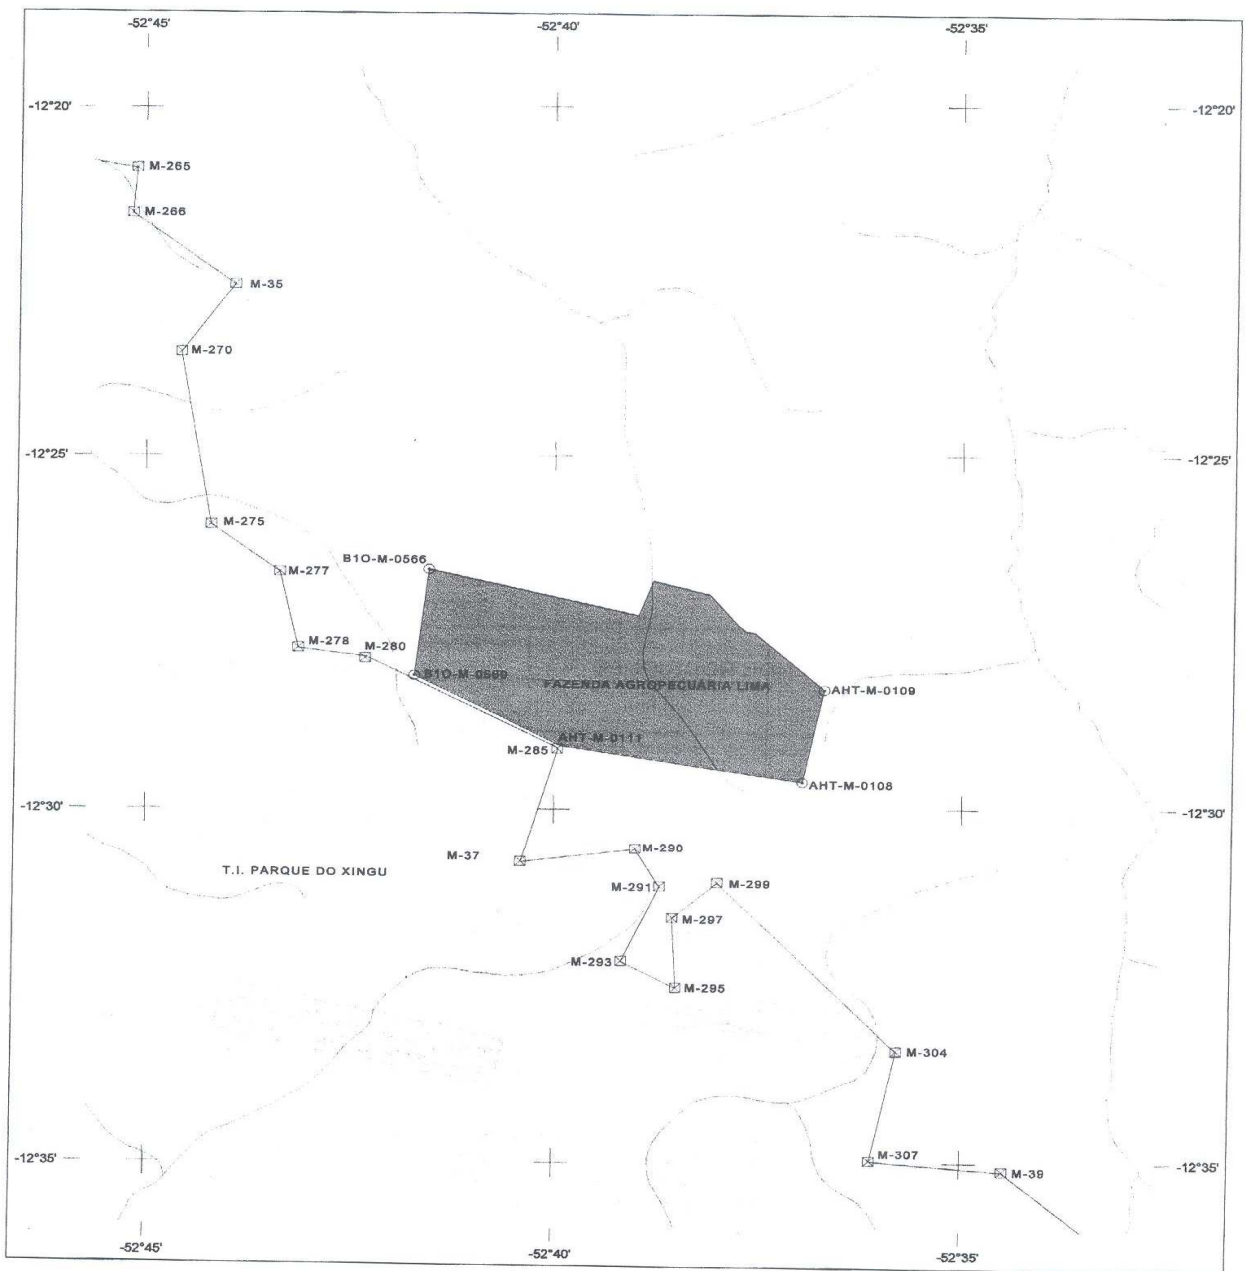 -52°45'
-52°40'
-52°35'
-12°20'
-12°20'
M-265
M-266
M-35
M-270
-12°25'
-12°25'
M-275
B1O-M-0566
M-277
M-278
M-280
B1O-M-0569
FAZENDA AGROPECUÁRIA LIMA
AHT-M-0109
AHT-M-0111
M-285
AHT-M-0108
-12°30'
-12°30'
M-290
M-37
T.I. PARQUE DO XINGU
M-291
M-299
M-297
M-293
M-295
M-304
-12°35'
M-307
-12°35'
M-39
-52°45'
-52°40'
-52°35'